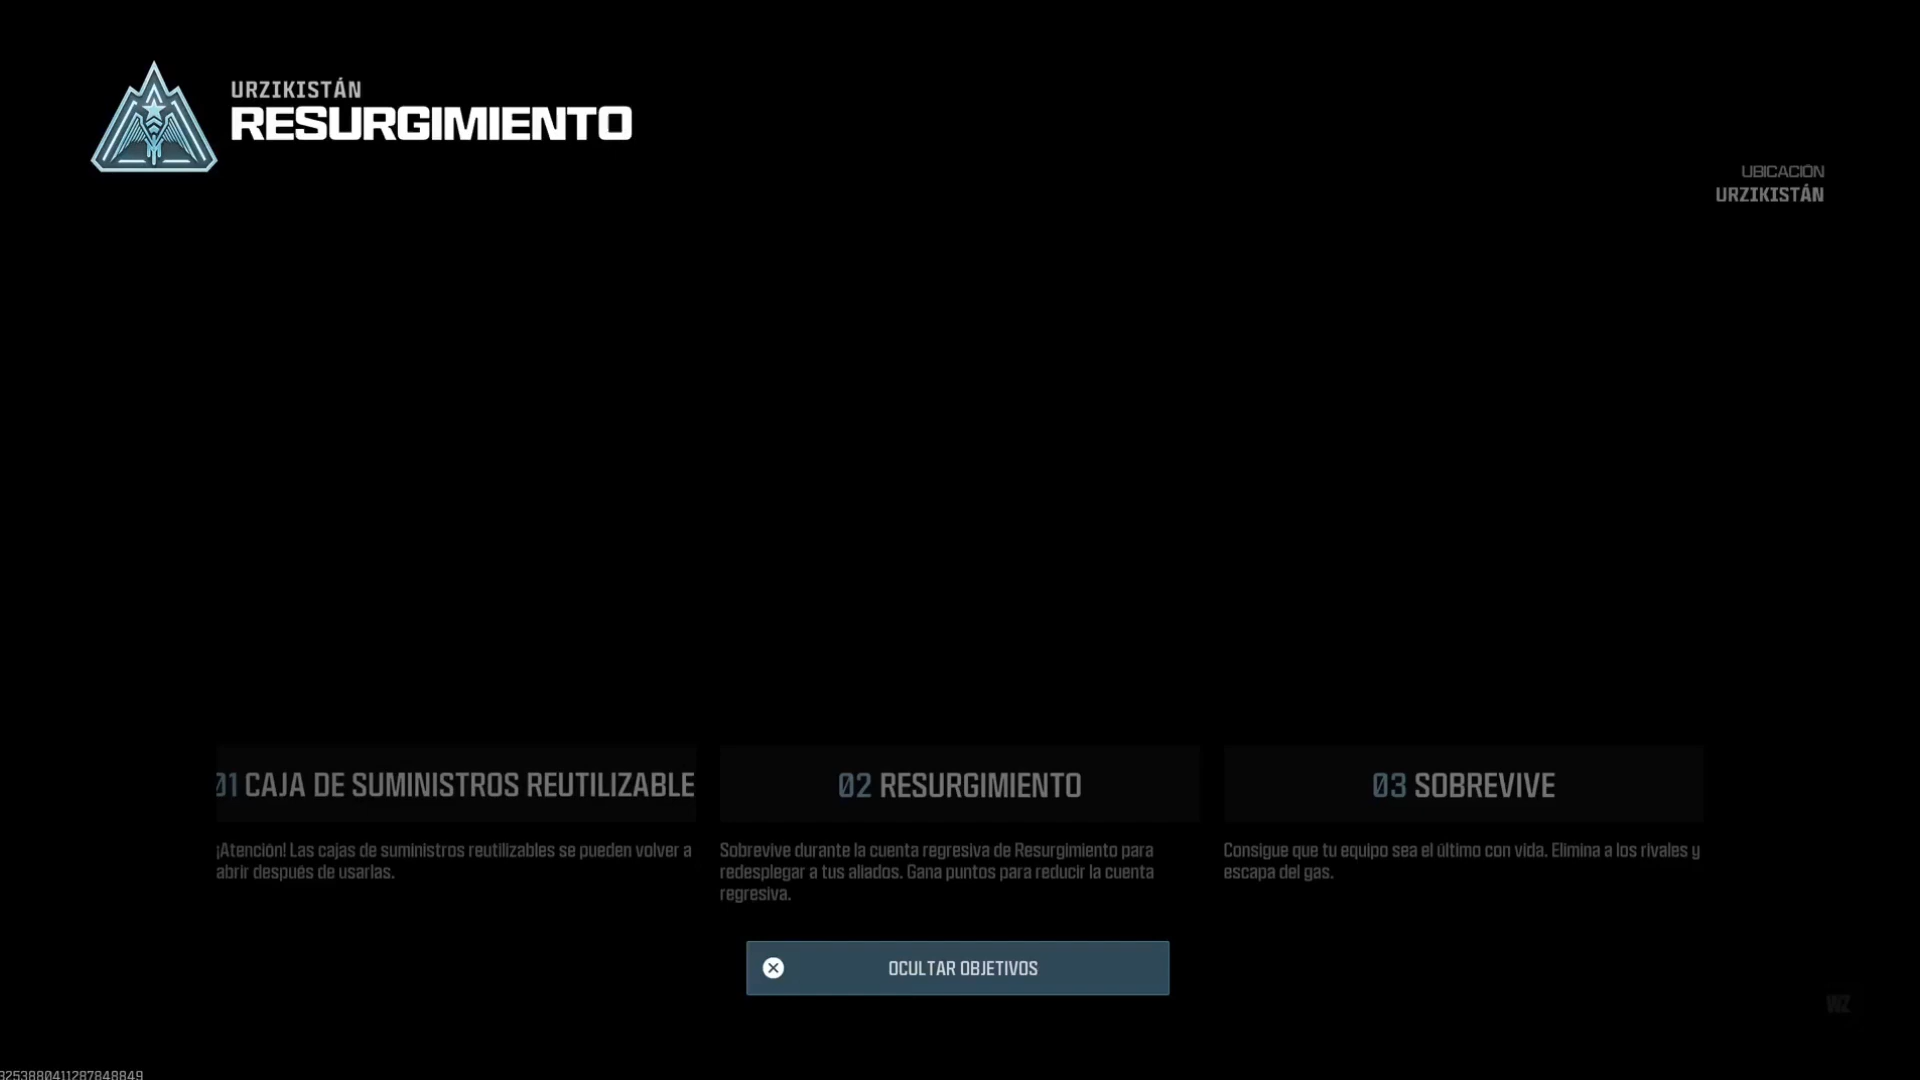 URZIKISTÁN
RESURGIMIENTO
UBICACIÓN
URZIKISTÁN
01 CAJA DE SUMINISTROS REUTILIZABLE
¡Atención! Las cajas de suministros reutilizables se pueden volver a
abrir después de usarlas.
02 RESURGIMIENTO
Sobrevive durante la cuenta regresiva de Resurgimiento para
redesplegar a tus aliados. Gana puntos para reducir la cuenta
regresiva.
03 SOBREVIVE
Consigue que tu equipo sea el último con vida. Elimina a los rivales y
escapa del gas.
OCULTAR OBJETIVOS
WZ
3253880411287848849